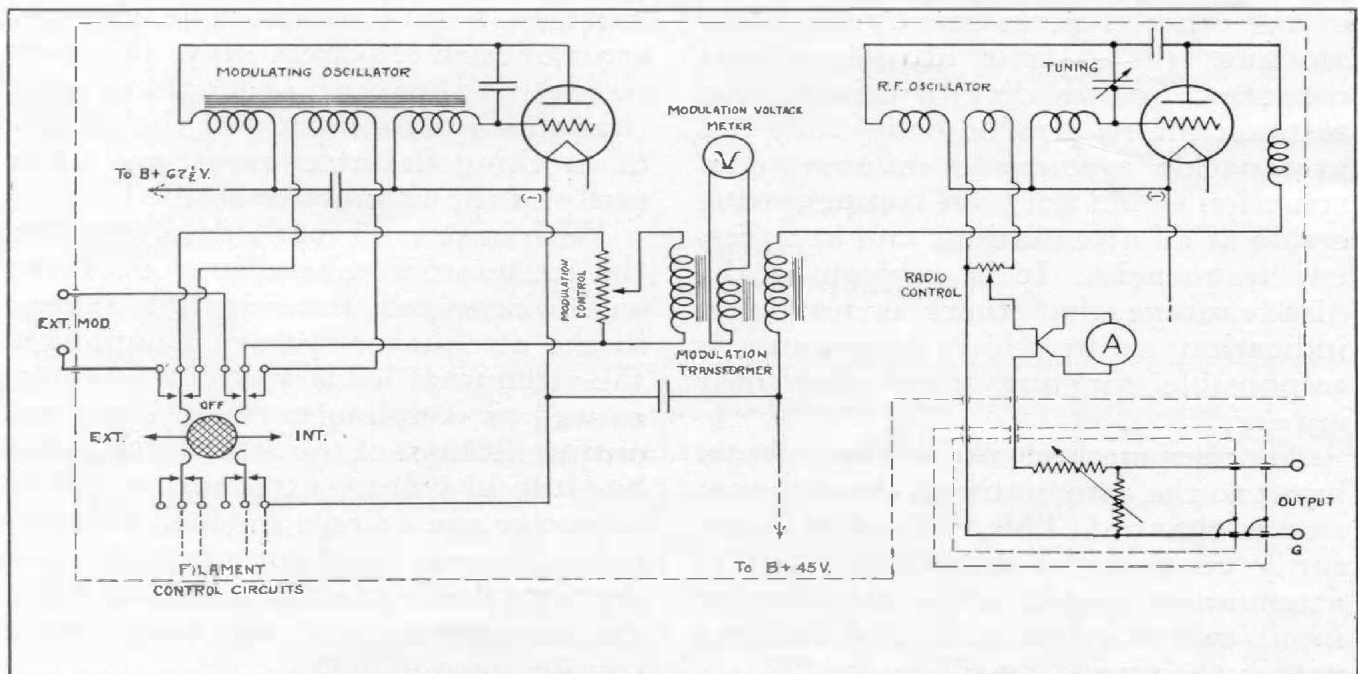 MODULATING OSCILLATOR
To B+ 67½ V.
(-)
MODULATION VOLTAGE
METER
V
R.F. OSCILLATOR
TUNING
(-)
EXT. MOD.
OFF
EXT.
INT.
FILAMENT
CONTROL CIRCUITS
MODULATION
CONTROL
MODULATION
TRANSFORMER
To B+ 45 V.
RADIO
CONTROL
A
OUTPUT
G